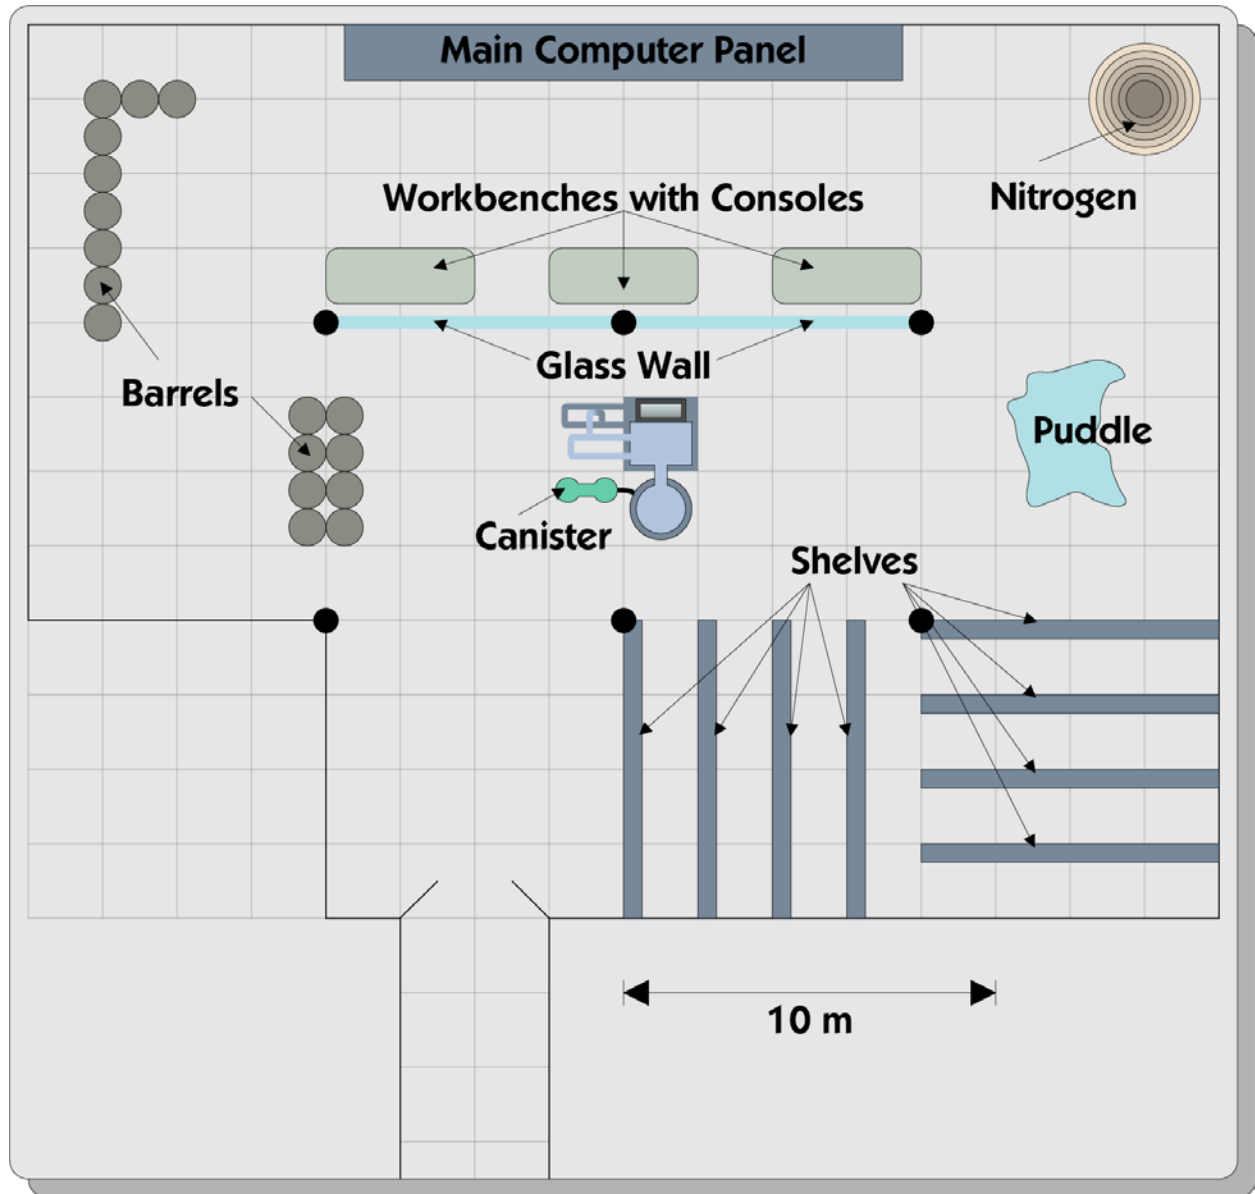 Main Computer Panel
Nitrogen
Workbenches with Consoles
Glass Wall
Barrels
Puddle
Canister
Shelves
10 m